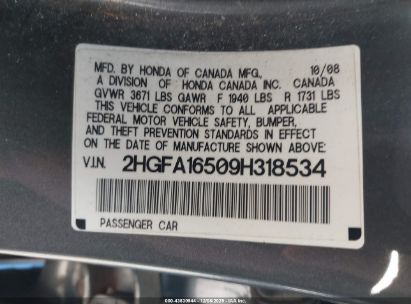 MFD. BY HONDA OF CANADA MFG., 10/08
A DIVISION OF HONDA CANADA INC. CANADA
GVWR 3671 LBS GAWR F 1940 LBS R 1731 LBS
THIS VEHICLE CONFORMS TO ALL APPLICABLE
FEDERAL MOTOR VEHICLE SAFETY, BUMPER,
AND THEFT PREVENTION STANDARDS IN EFFECT
ON THE DATE OF MANUFACTURE SHOWN ABOVE:
V.I.N. 2HGFA16509H318534
PASSENGER CAR